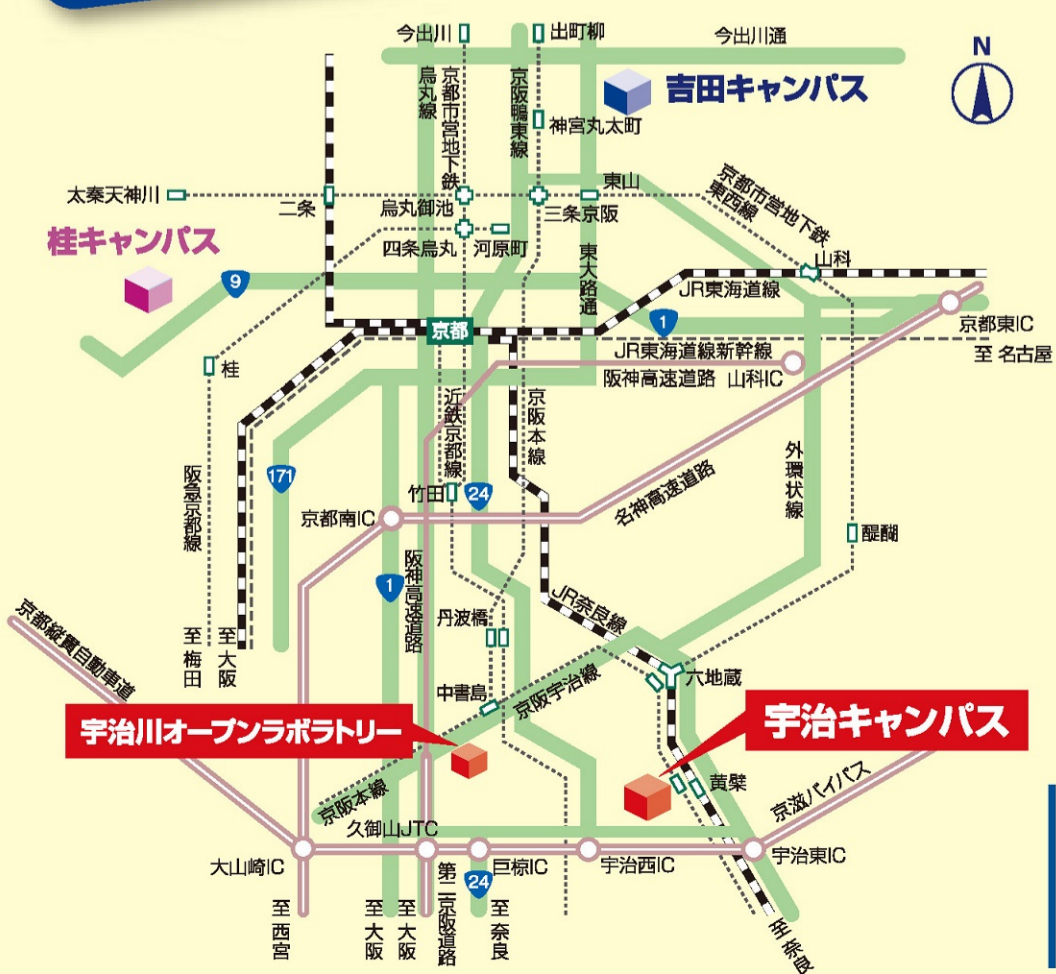 今出川
出町柳
今出川通
N
烏丸線
京都市営地下鉄
京阪鴨東線
吉田キャンパス
神宮丸太町
太秦天神川
二条
烏丸御池
三条京阪
東山
京都市営地下鉄
東西線
桂キャンパス
四条烏丸
河原町
東大路通
山科
9
JR東海道線
京都
1
京都東IC
JR東海道線新幹線
至 名古屋
桂
阪神高速道路 山科IC
近鉄京都線
京阪本線
171
外環状線
阪急京都線
竹田
24
名神高速道路
京都南IC
醍醐
阪神高速道路
1
JR奈良線
京都縦貫自動車道
至梅田
至大阪
丹波橋
六地蔵
中書島
京阪宇治線
宇治川オープンラボラトリー
宇治キャンパス
黄檗
京滋バイパス
京阪本線
久御山JTC
大山崎IC
巨椋IC
宇治西IC
宇治東IC
24
至西宮
至大阪
至大阪
第二京阪道路
至奈良
至奈良